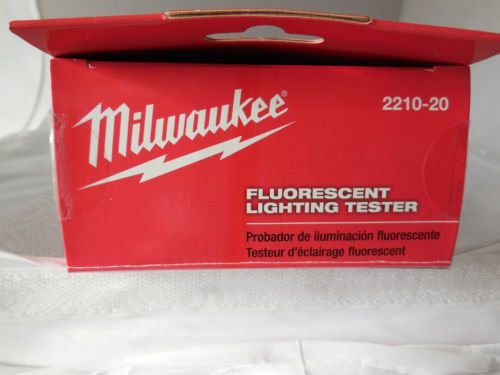 Milwaukee®
2210-20
FLUORESCENT
LIGHTING TESTER
Probador de iluminación fluorescente
Testeur d'éclairage fluorescent